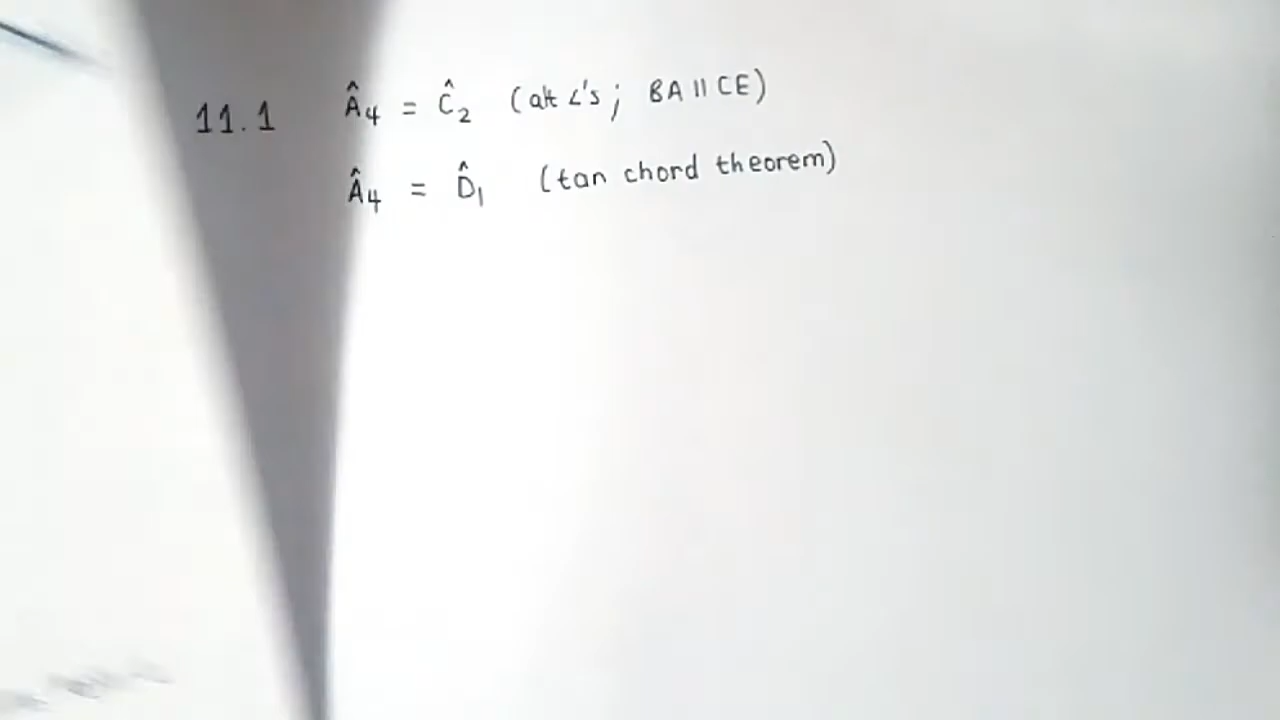 11.1 Â₄ = Ĉ₂ (alt ∠'s; BA || CE)
Â₄ = D̂₁ (tan chord theorem)